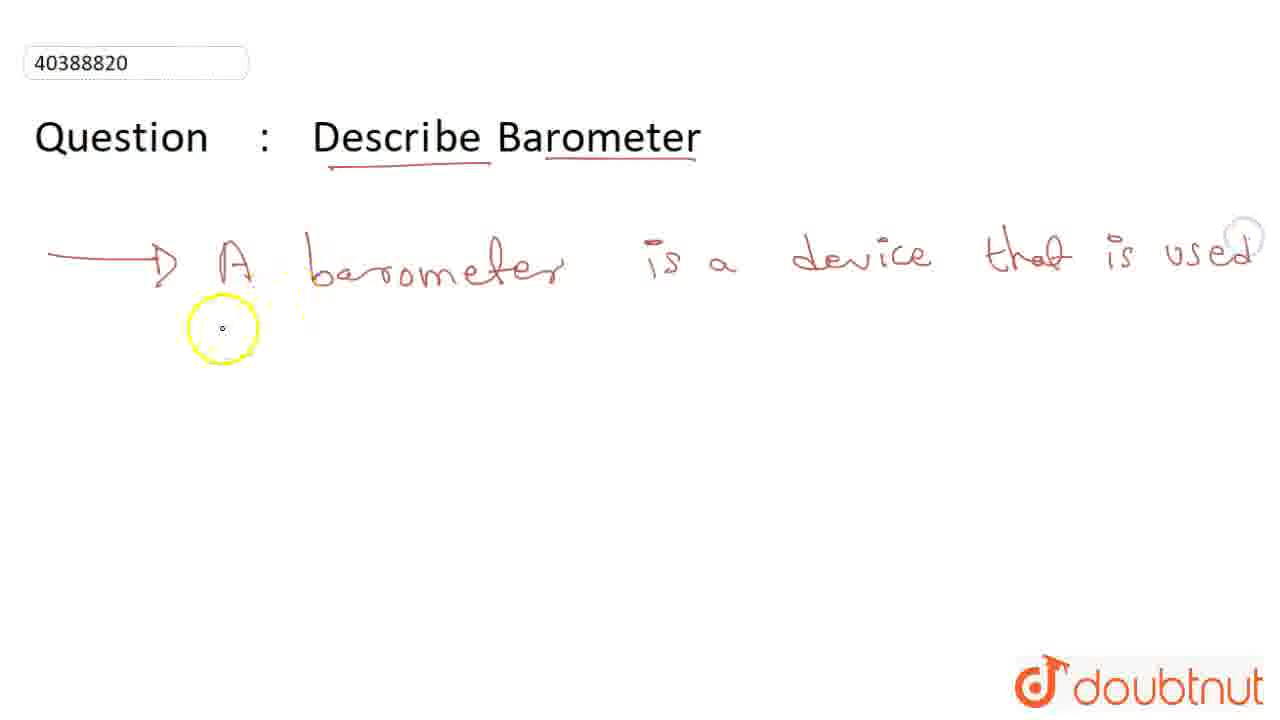 40388820
Question : Describe Barometer
A barometer is a device that is used
doubtnut